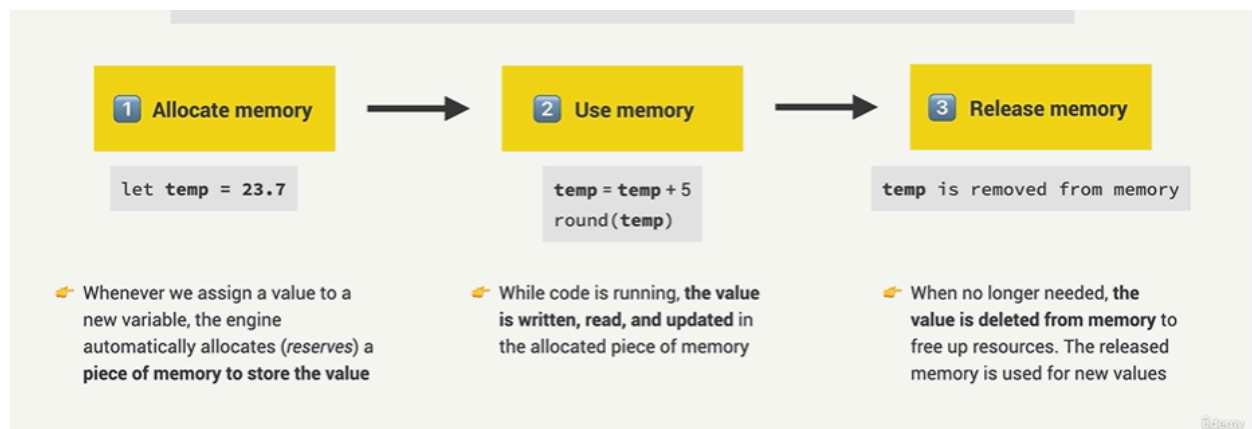 1 Allocate memory
let temp = 23.7
👉 Whenever we assign a value to a
new variable, the engine
automatically allocates (reserves) a
piece of memory to store the value
2 Use memory
temp = temp + 5
round(temp)
👉 While code is running, the value
is written, read, and updated in
the allocated piece of memory
3 Release memory
temp is removed from memory
👉 When no longer needed, the
value is deleted from memory to
free up resources. The released
memory is used for new values
Udemy